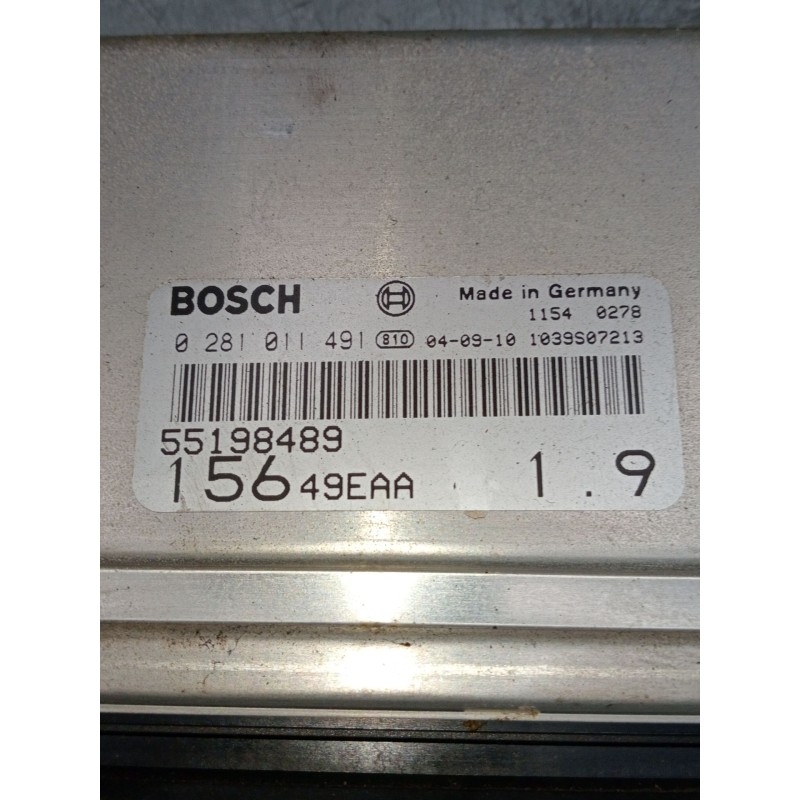 BOSCH Made in Germany
1154 0278
0 281 011 491 810 04-09-10 1039S07213
55198489
156 49EAA 1.9